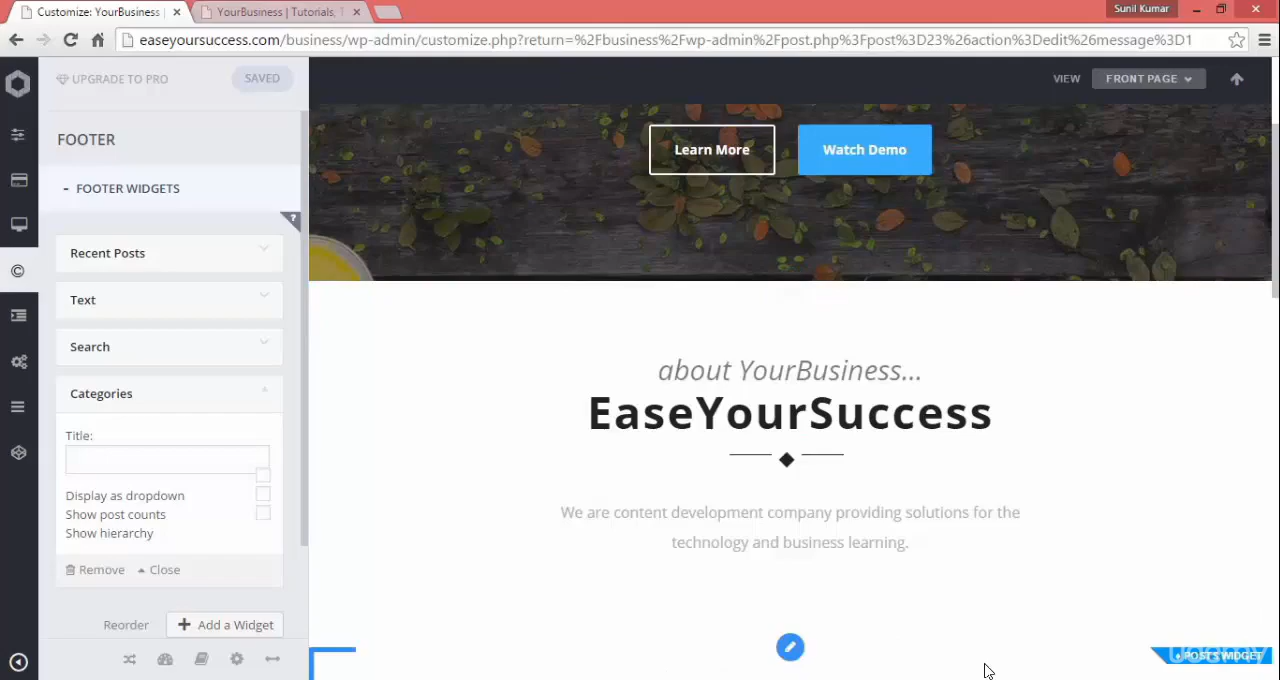 Sunil Kumar
Customize: YourBusiness |
YourBusiness | Tutorials, T
easeyoursuccess.com/business/wp-admin/customize.php?return=%2Fbusiness%2Fwp-admin%2Fpost.php%3Fpost%3D23%26action%3Dedit%26message%3D1
UPGRADE TO PRO
SAVED
VIEW
FRONT PAGE
FOOTER
Learn More
Watch Demo
- FOOTER WIDGETS
?
Recent Posts
Text
Search
Categories
about YourBusiness...
EaseYourSuccess
Title:
Display as dropdown
Show post counts
Show hierarchy
We are content development company providing solutions for the
technology and business learning.
Remove
Close
Reorder
+ Add a Widget
POSTS WIDGET
udemy